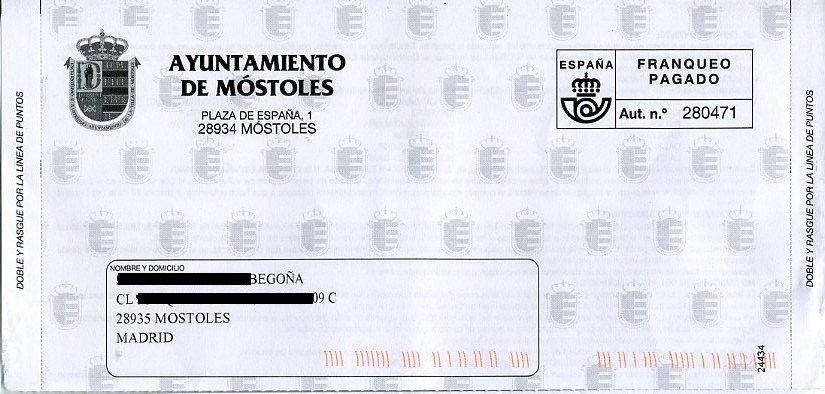 AYUNTAMIENTO
DE MÓSTOLES
PLAZA DE ESPAÑA, 1
28934 MÓSTOLES
ESPAÑA
FRANQUEO
PAGADO
Aut. n.º 280471
DOBLE Y RASGUE POR LA LINEA DE PUNTOS
DOBLE Y RASGUE POR LA LINEA DE PUNTOS
NOMBRE Y DOMICILIO
BEGOÑA
CL 09 C
28935 MOSTOLES
MADRID
24434